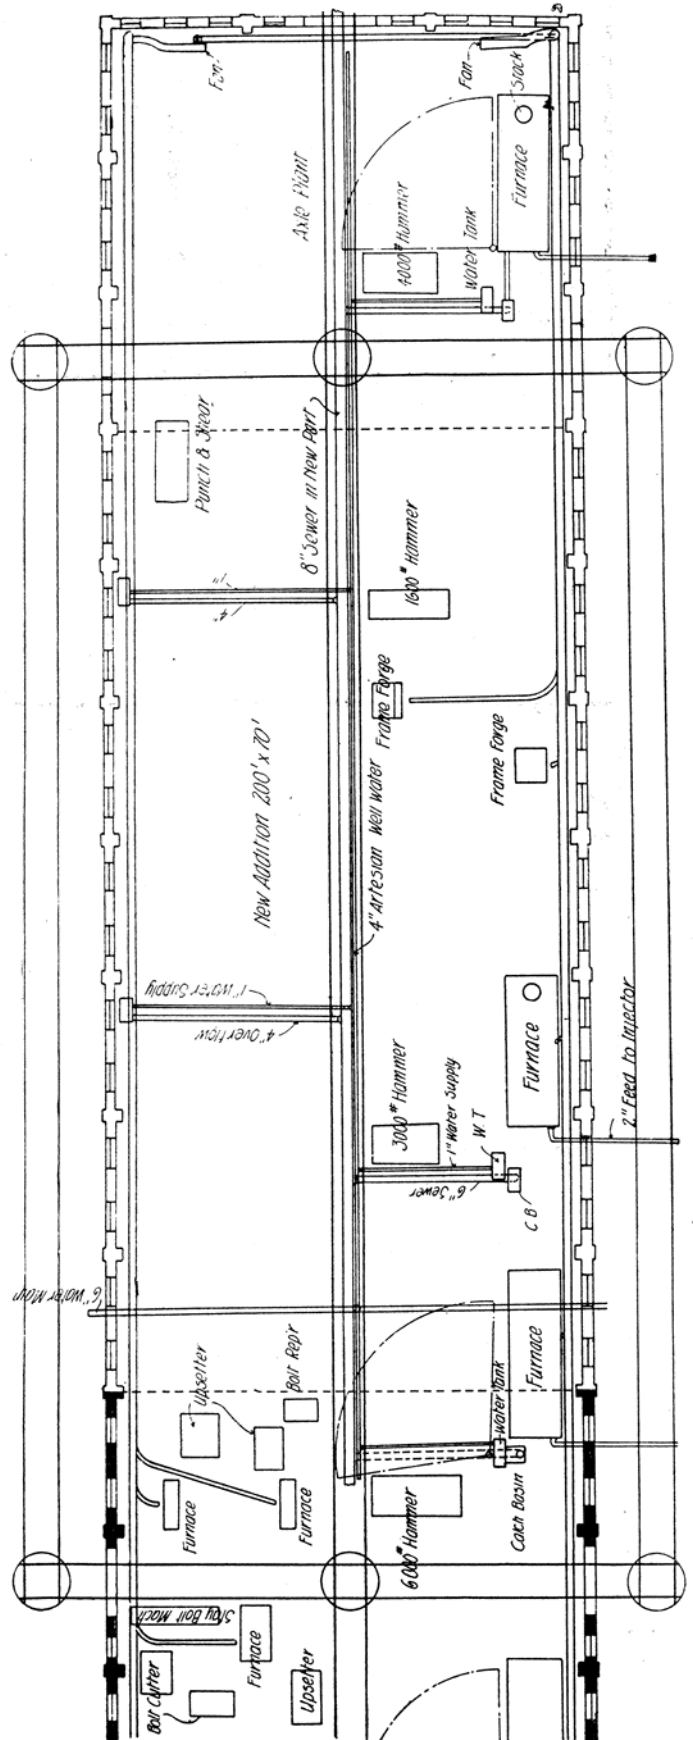 Fan
Fan
Stack
Furnace
Axle Plant
4000# Hammer
Water Tank
Punch & Shear
8" Sewer in New Part
1"
4"
1600# Hammer
Frame Forge
Frame Forge
New Addition 200' x 70'
4" Artesian Well Water
1" Water Supply
4" Overflow
Furnace
2" Feed to Injector
3000# Hammer
1" Water Supply
W.T
6" Sewer
C B
6" Water Main
Upsetter
Bolt Rep'r
Furnace
Water Tank
Furnace
Furnace
6000# Hammer
Catch Basin
Stay Bolt Mach
Furnace
Bolt Cutter
Upsetter